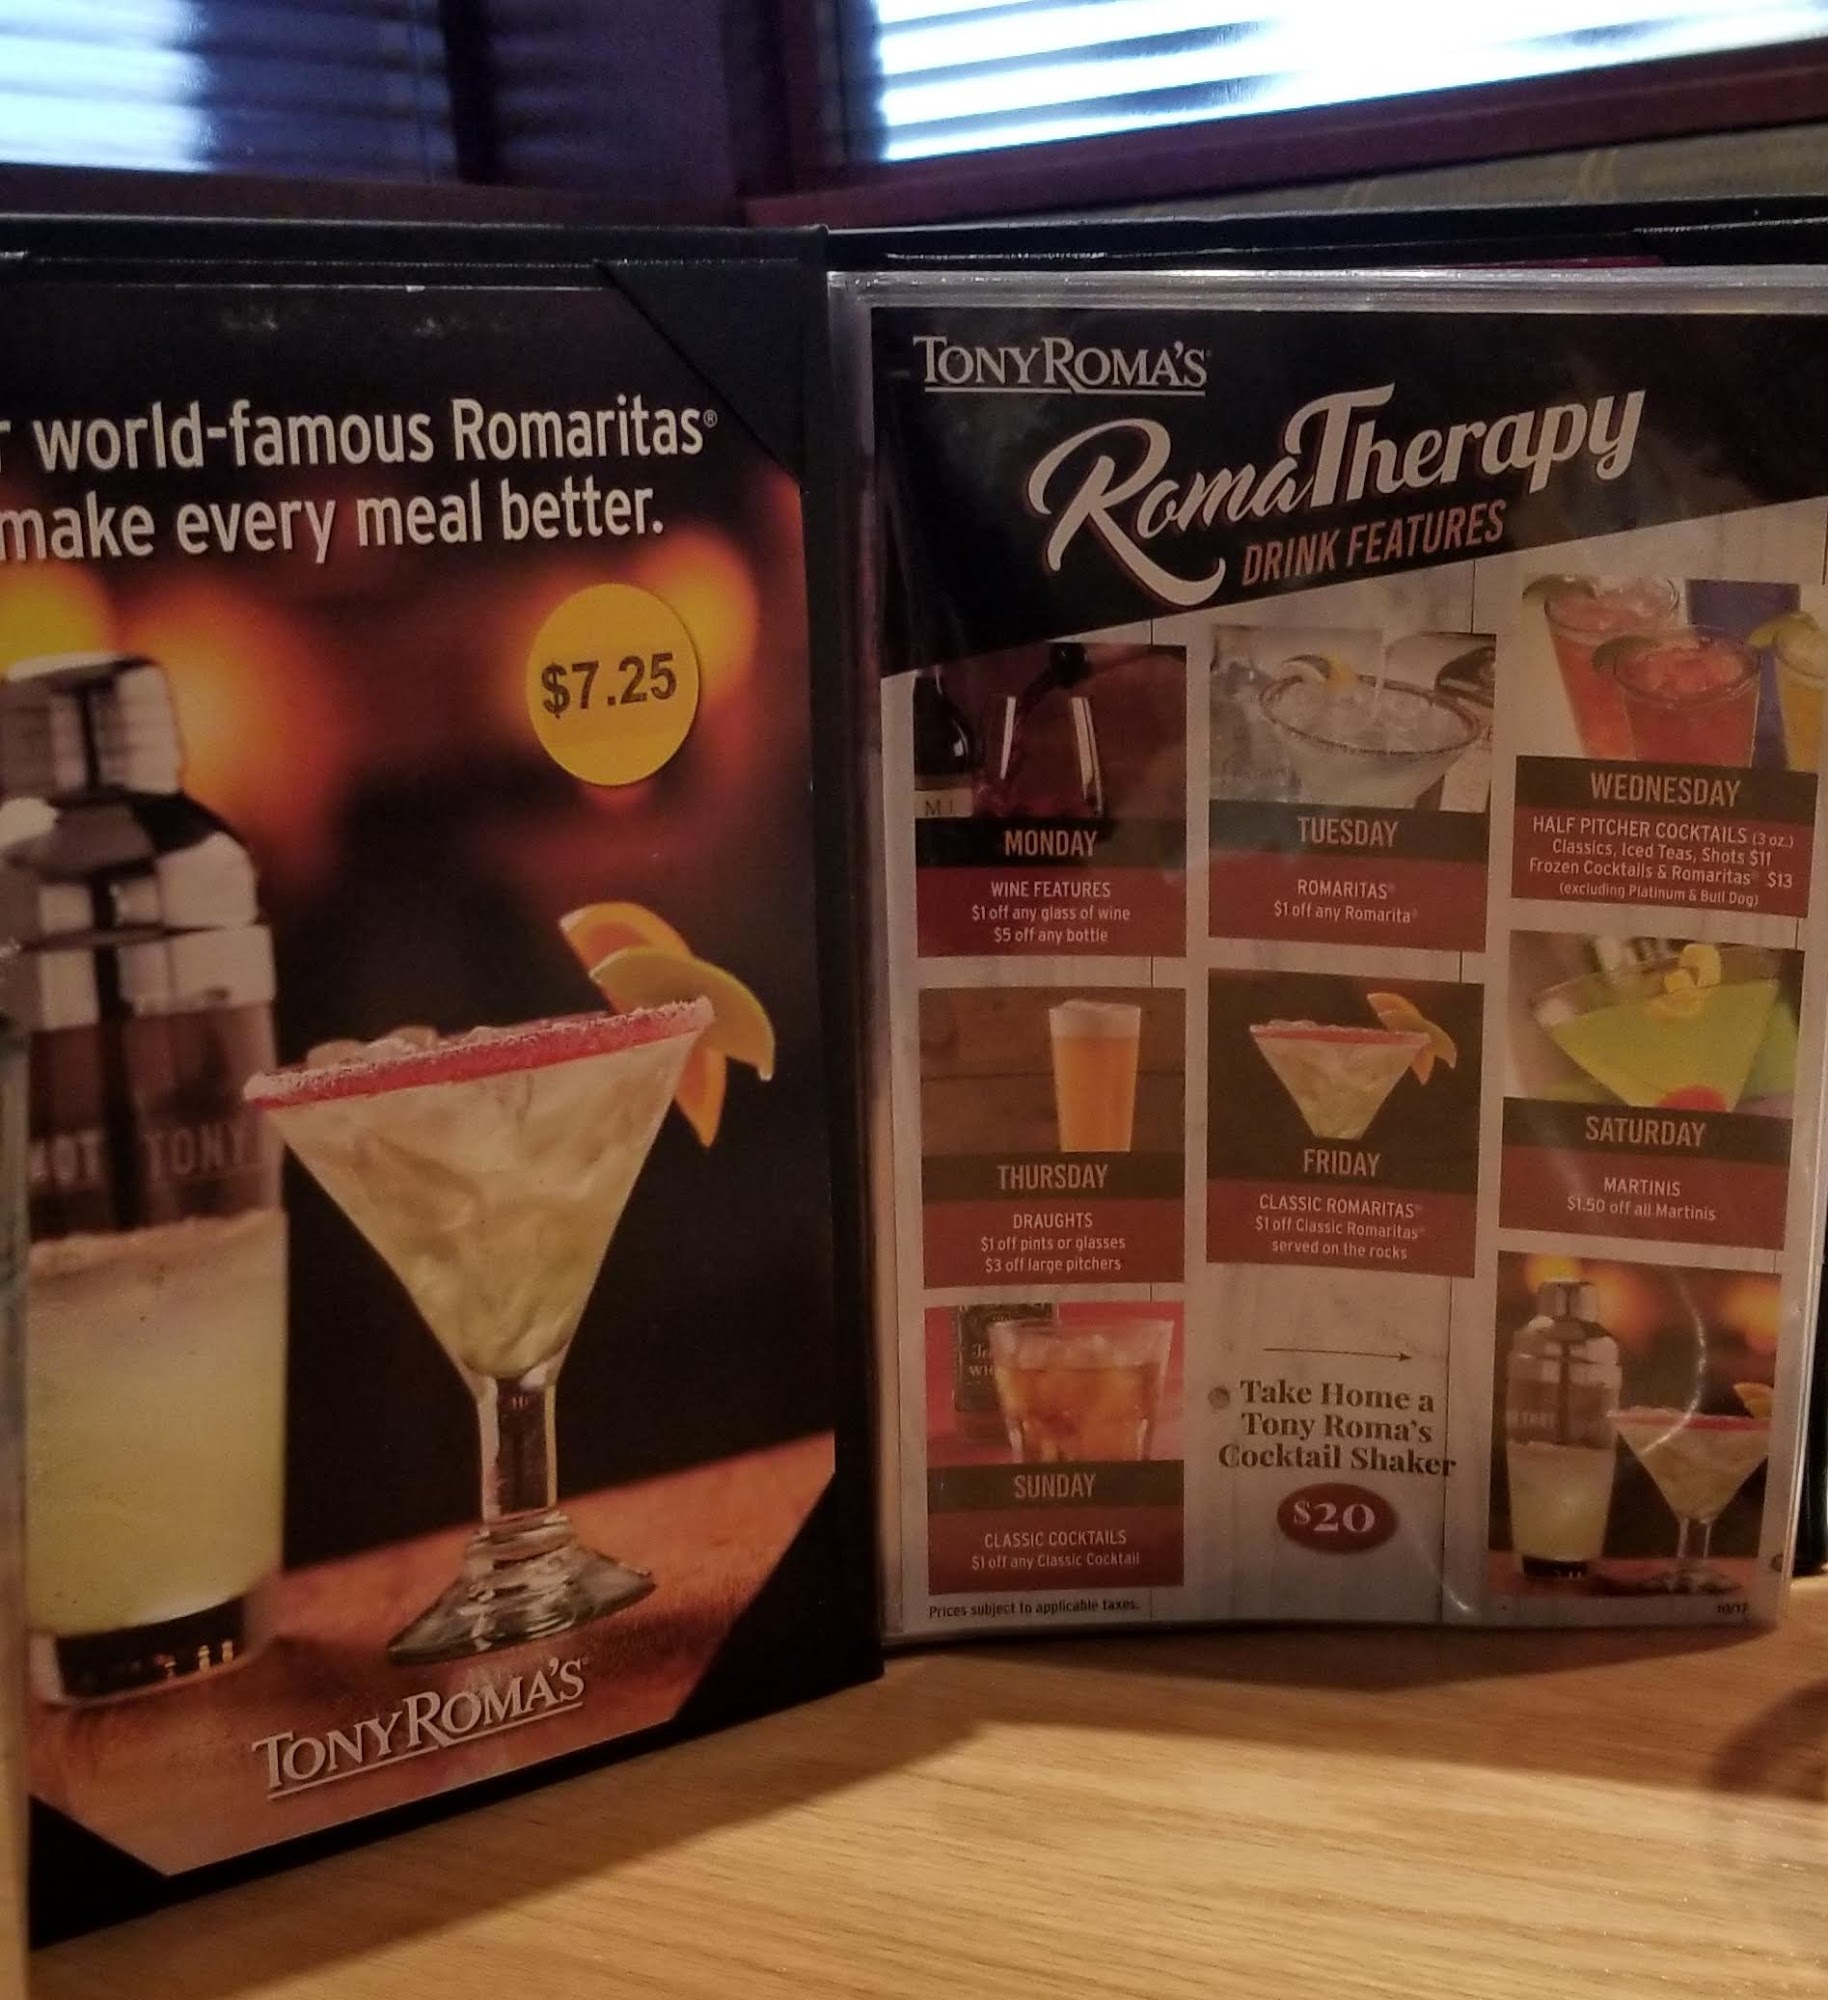 world-famous Romaritas®
make every meal better.
$7.25
TONY
TONY ROMA'S
TONY ROMA'S
RomaTherapy
DRINK FEATURES
MONDAY
WINE FEATURES
$1 off any glass of wine
$5 off any bottle
TUESDAY
ROMARITAS®
$1 off any Romarita®
WEDNESDAY
HALF PITCHER COCKTAILS (3 oz.)
Classics, Iced Teas, Shots $11
Frozen Cocktails & Romaritas® $13
(excluding Platinum & Bull Dog)
THURSDAY
DRAUGHTS
$1 off pints or glasses
$3 off large pitchers
FRIDAY
CLASSIC ROMARITAS®
$1 off Classic Romaritas®
served on the rocks
SATURDAY
MARTINIS
$1.50 off all Martinis
SUNDAY
CLASSIC COCKTAILS
$1 off any Classic Cocktail
Take Home a
Tony Roma's
Cocktail Shaker
$20
Prices subject to applicable taxes.
10/17